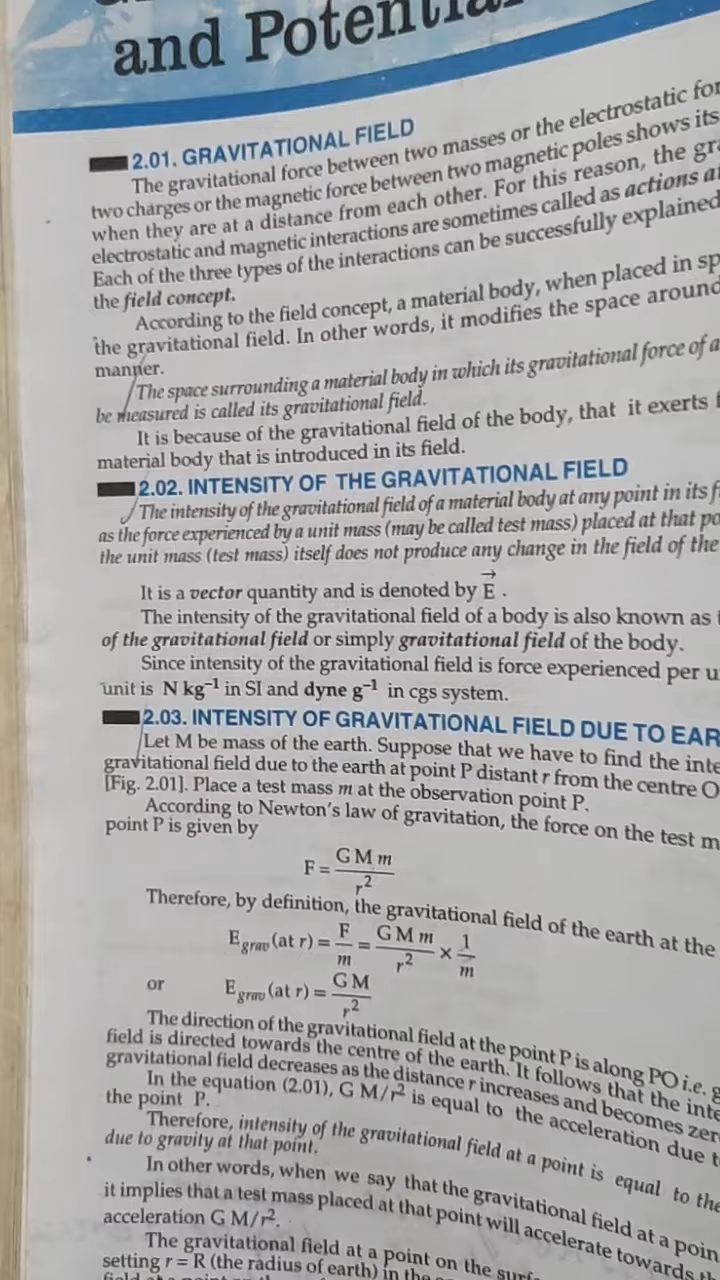 and Potential
2.01. GRAVITATIONAL FIELD
The gravitational force between two masses or the electrostatic
two charges or the magnetic force between two magnetic poles shows its
when they are at a distance from each other. For this reason, the
electrostatic and magnetic interactions are sometimes called as actions
Each of the three types of the interactions can be successfully explained
the field concept.
According to the field concept, a material body, when placed in
the gravitational field. In other words, it modifies the space around
manner.
The space surrounding a material body in which its gravitational force of
be measured is called its gravitational field.
It is because of the gravitational field of the body, that it exerts
material body that is introduced in its field.
2.02. INTENSITY OF THE GRAVITATIONAL FIELD
The intensity of the gravitational field of a material body at any point in its
as the force experienced by a unit mass (may be called test mass) placed at that
the unit mass (test mass) itself does not produce any change in the field of the
It is a vector quantity and is denoted by E⃗ .
The intensity of the gravitational field of a body is also known as
of the gravitational field or simply gravitational field of the body.
Since intensity of the gravitational field is force experienced per
unit is N kg⁻¹ in SI and dyne g⁻¹ in cgs system.
2.03. INTENSITY OF GRAVITATIONAL FIELD DUE TO
Let M be mass of the earth. Suppose that we have to find the
gravitational field due to the earth at point P distant r from the centre O
[Fig. 2.01]. Place a test mass m at the observation point P.
According to Newton's law of gravitation, the force on the test
point P is given by
F = G M m / r²
Therefore, by definition, the gravitational field of the earth at the
E grav (at r) = F / m = G M m / r² × 1 / m
or E grav (at r) = G M / r²
The direction of the gravitational field at the point P is along PO i.e.
field is directed towards the centre of the earth. It follows that the
gravitational field decreases as the distance r increases and becomes
In the equation (2.01), G M/r² is equal to the acceleration due
the point P.
Therefore, intensity of the gravitational field at a point is equal to the
due to gravity at that point.
In other words, when we say that the gravitational field at a
it implies that a test mass placed at that point will accelerate towards
acceleration G M/r².
The gravitational field at a point on the
setting r = R (the radius of earth) in the